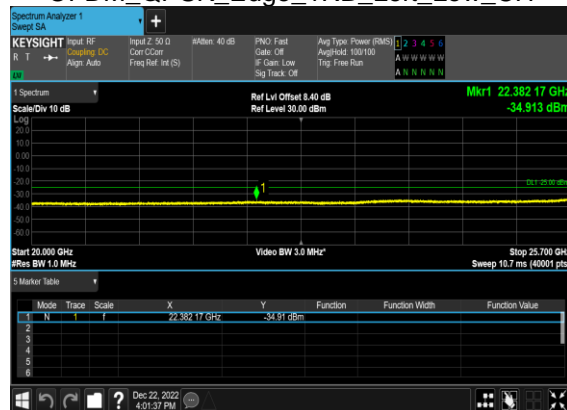 Spectrum Analyzer 1
Swept SA
KEYSIGHT Input: RF Input Z: 50 Ω #Atten: 40 dB PNO: Fast Avg Type: Power (RMS) 1 2 3 4 5 6
R T Coupling: DC Corr CCorr Gate: Off Avg|Hold: 100/100 A W W W W W
Align: Auto Freq Ref: Int (S) IF Gain: Low Trig: Free Run
LXI Sig Track: Off A N N N N N
1 Spectrum Ref Lvl Offset 8.40 dB Mkr1 22.382 17 GHz
Scale/Div 10 dB Ref Level 30.00 dBm -34.913 dBm
Log
20.0
10.0
0.00
-10.0
-20.0
DL1
-30.0
-40.0
-50.0
-60.0
1
Start 20.000 GHz Video BW 3.0 MHz* Stop 25.700 GHz
#Res BW 1.0 MHz Sweep 10.7 ms (40001 pts)
5 Marker Table
Mode Trace Scale X Y Function Function Width Function Value
1 N 1 f 22.382 17 GHz -34.91 dBm
2
3
4
5
6
? Dec 22, 2022
4:01:37 PM